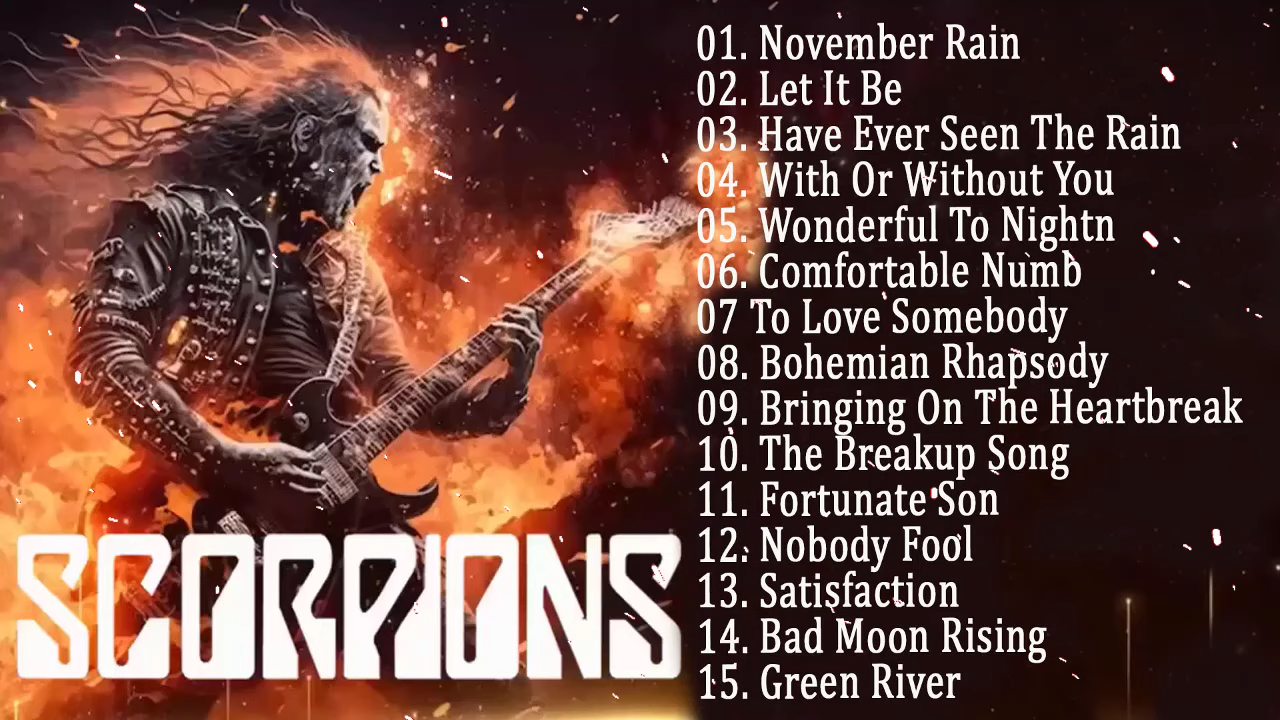 SCORPIONS
01. November Rain
02. Let It Be
03. Have Ever Seen The Rain
04. With Or Without You
05. Wonderful To Nightn
06. Comfortable Numb
07 To Love Somebody
08. Bohemian Rhapsody
09. Bringing On The Heartbreak
10. The Breakup Song
11. Fortunate Son
12. Nobody Fool
13. Satisfaction
14. Bad Moon Rising
15. Green River